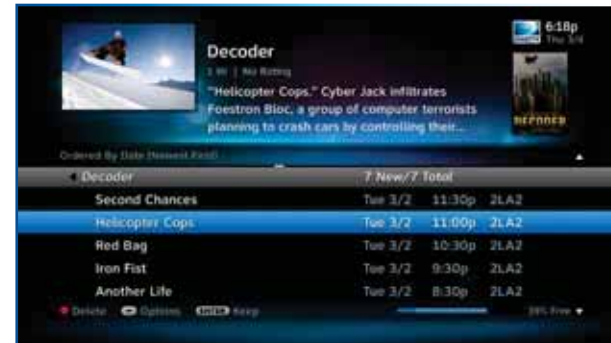 6:18p
Thu 3/4
Decoder
1 Hr | No Rating
"Helicopter Cops." Cyber Jack infiltrates
Foestron Bloc, a group of computer terrorists
planning to crash cars by controlling their...
DECODER
Ordered By Date (Newest First)
Decoder 7 New/7 Total
Second Chances Tue 3/2 11:30p 2LA2
Helicopter Cops Tue 3/2 11:00p 2LA2
Red Bag Tue 3/2 10:30p 2LA2
Iron Fist Tue 3/2 9:30p 2LA2
Another Life Tue 3/2 8:30p 2LA2
Delete Options ENTER Keep Free